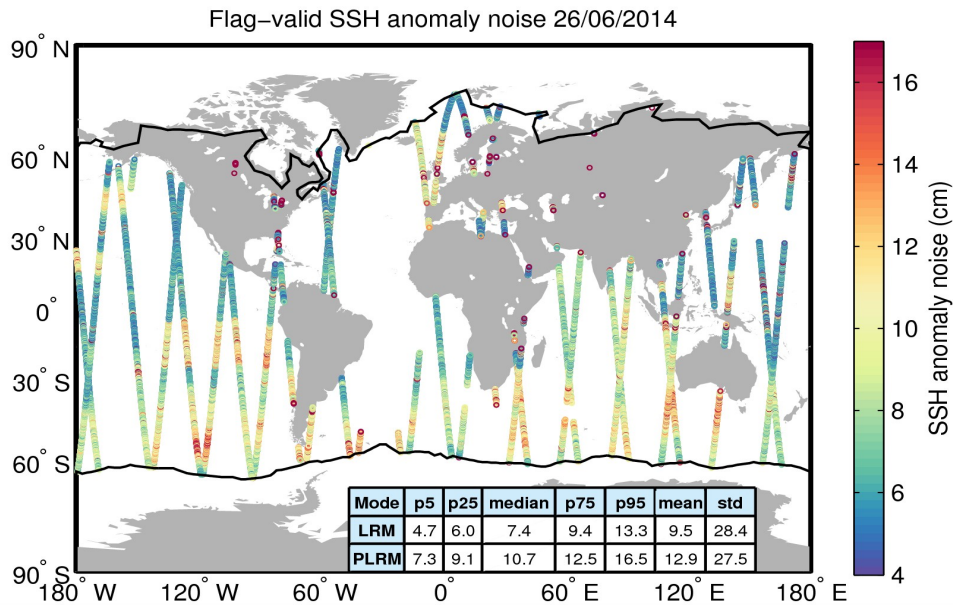 Flag−valid SSH anomaly noise 26/06/2014
90° N
60° N
30° N
0°
30° S
60° S
90° S
180° W 120° W 60° W 0° 60° E 120° E 180° E
Mode p5 p25 median p75 p95 mean std
LRM 4.7 6.0 7.4 9.4 13.3 9.5 28.4
PLRM 7.3 9.1 10.7 12.5 16.5 12.9 27.5
16
14
12
10
8
6
4
SSH anomaly noise (cm)